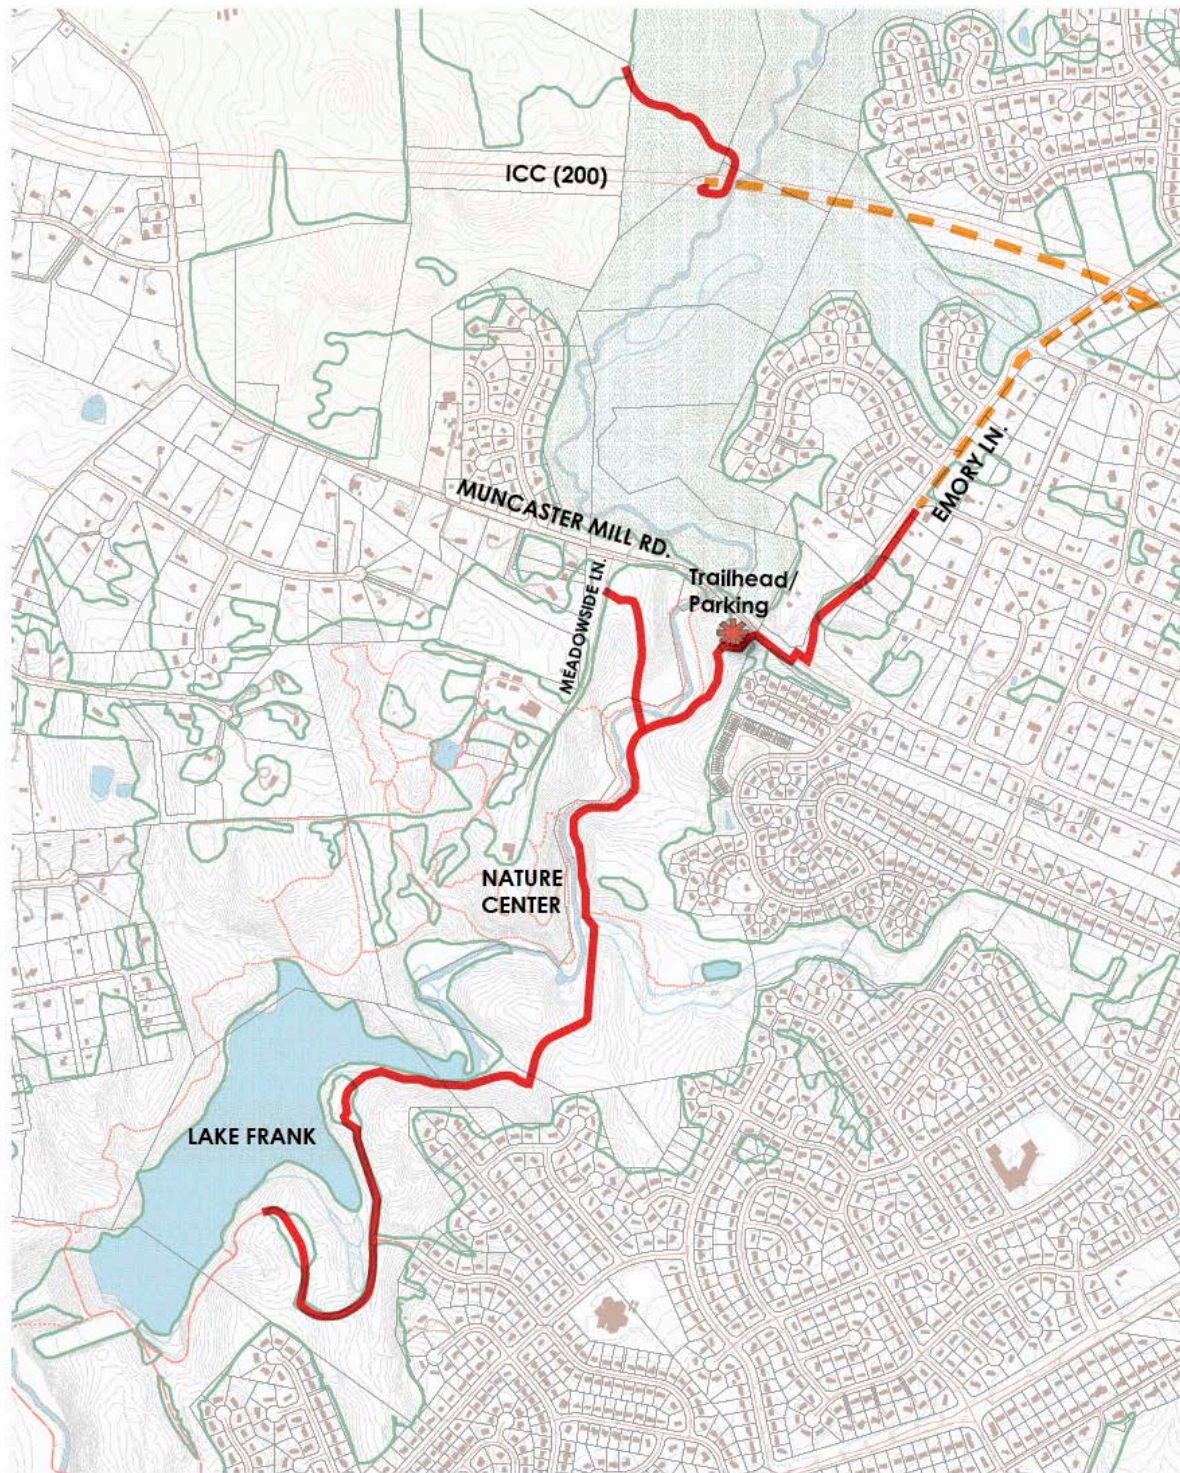 ICC (200)
EMORY LN.
MUNCASTER MILL RD.
MEADOWSIDE LN.
Trailhead/
Parking
NATURE
CENTER
LAKE FRANK